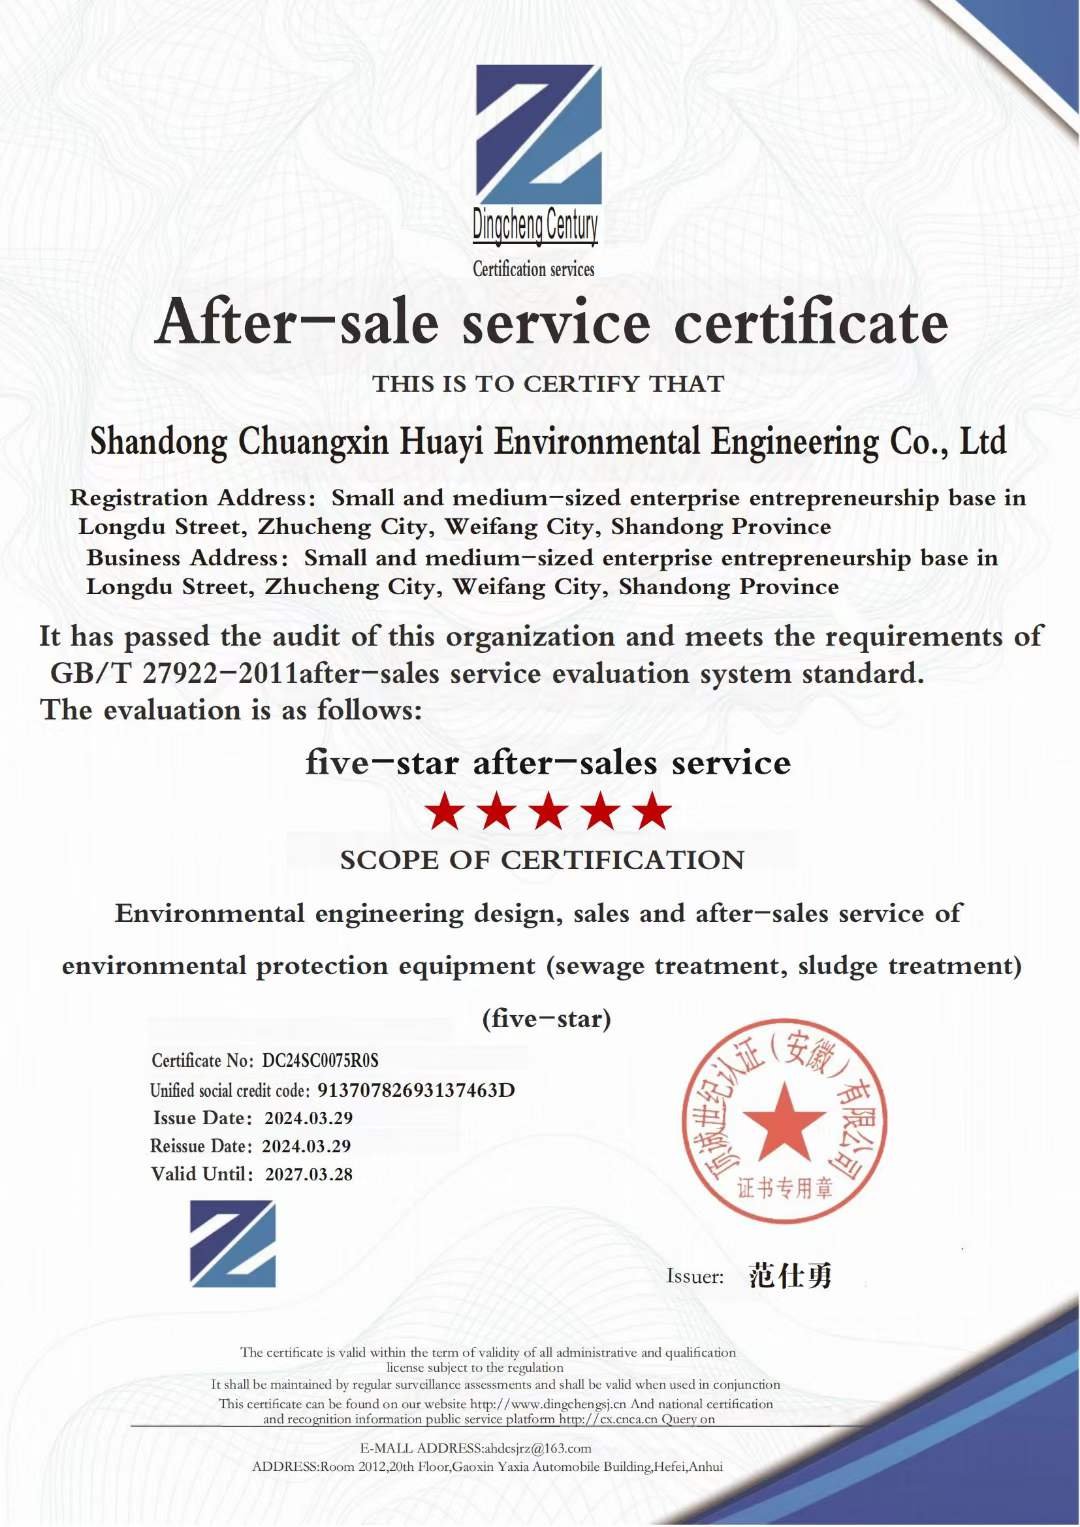 Dingcheng Century
Certification services
After-sale service certificate
THIS IS TO CERTIFY THAT
Shandong Chuangxin Huayi Environmental Engineering Co., Ltd
Registration Address: Small and medium-sized enterprise entrepreneurship base in
Longdu Street, Zhucheng City, Weifang City, Shandong Province
Business Address: Small and medium-sized enterprise entrepreneurship base in
Longdu Street, Zhucheng City, Weifang City, Shandong Province
It has passed the audit of this organization and meets the requirements of
GB/T 27922-2011after-sales service evaluation system standard.
The evaluation is as follows:
five-star after-sales service
★★★★★
SCOPE OF CERTIFICATION
Environmental engineering design, sales and after-sales service of
environmental protection equipment (sewage treatment, sludge treatment)
(five-star)
Certificate No: DC24SC0075R0S
Unified social credit code: 91370782693137463D
Issue Date: 2024.03.29
Reissue Date: 2024.03.29
Valid Until: 2027.03.28
顶诚世纪认证(安徽)有限公司
证书专用章
Issuer: 范仕勇
The certificate is valid within the term of validity of all administrative and qualification
license subject to the regulation
It shall be maintained by regular surveillance assessments and shall be valid when used in conjunction
This certificate can be found on our website http://www.dingchengsj.cn And national certification
and recognition information public service platform http://cx.cnca.cn Query on
E-MALL ADDRESS:ahdcsjrz@163.com
ADDRESS:Room 2012,20th Floor,Gaoxin Yaxia Automobile Building,Hefei,Anhui